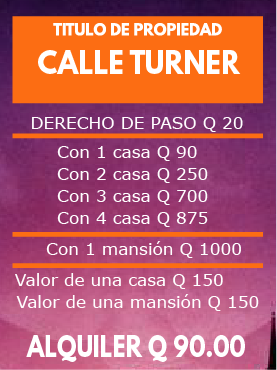 TITULO DE PROPIEDAD
CALLE TURNER
DERECHO DE PASO Q 20
Con 1 casa Q 90
Con 2 casa Q 250
Con 3 casa Q 700
Con 4 casa Q 875
Con 1 mansión Q 1000
Valor de una casa Q 150
Valor de una mansión Q 150
ALQUILER Q 90.00